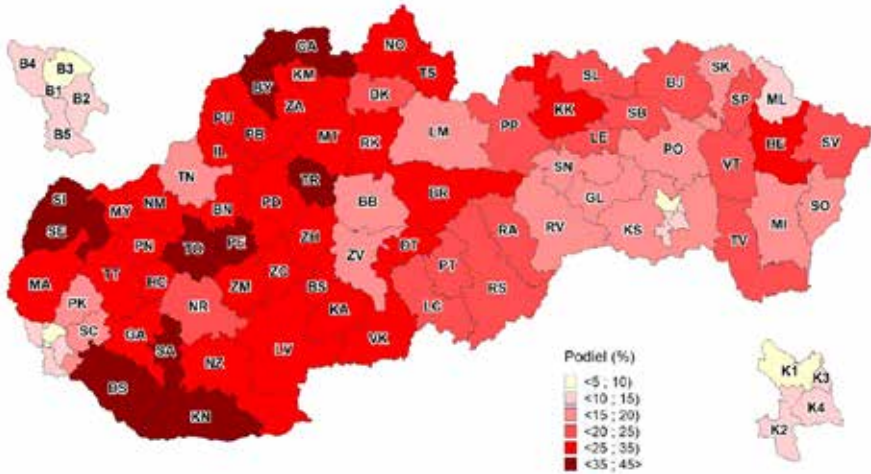 CA
NO
B4
B3
BY
KM
TS
SK
B1
B2
ZA
DK
SL
BJ
ML
B5
PU
PB
KK
SB
SP
MT
RK
LM
PP
LE
HE
SV
IL
PO
VT
TN
SN
TR
BR
SI
MY
NM
BN
PD
BB
GL
SO
SE
PN
TO
PE
ZH
ZV
DT
RA
RV
KS
MI
TV
MA
TT
HC
ZM
ZC
BS
PT
PK
NR
KA
LC
RS
SC
GA
SA
NZ
LV
VK
DS
KN
Podiel (%)
<5 ; 10)
<10 ; 15)
<15 ; 20)
<20 ; 25)
<25 ; 35)
<35 ; 45>
K1
K3
K4
K2